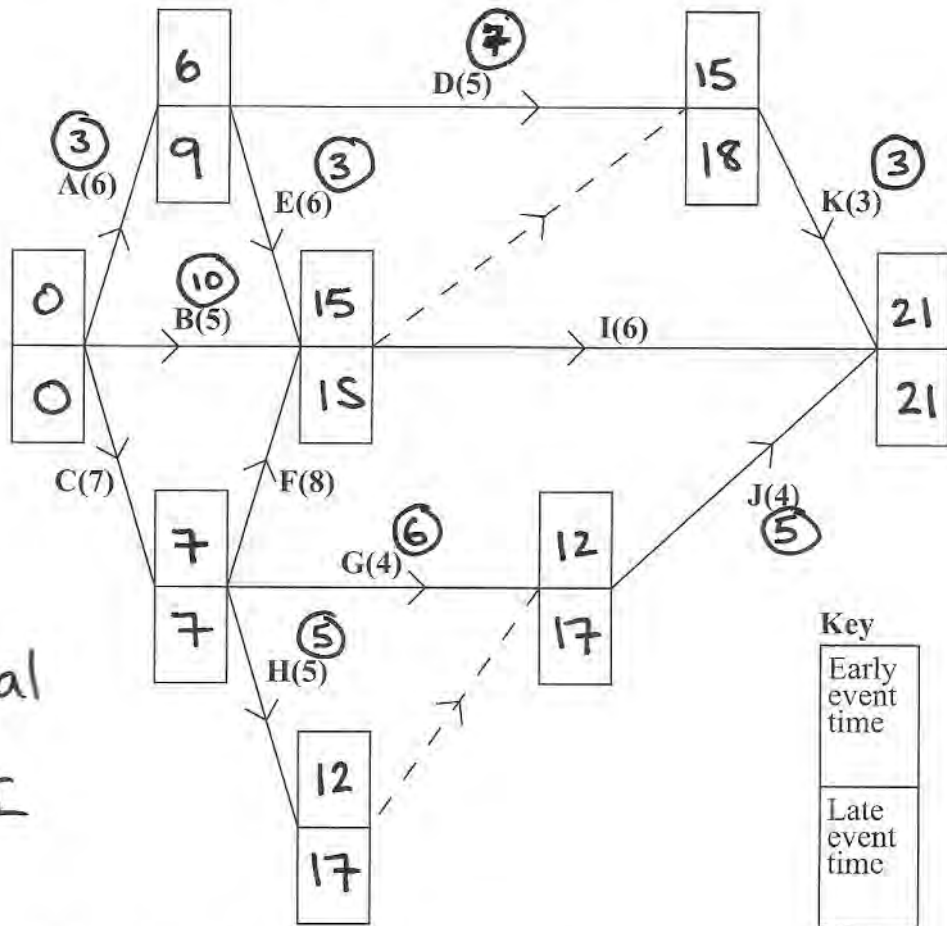 7
6
D(5)
15
3
9
3
18
3
A(6)
E(6)
K(3)
10
0
B(5)
15
I(6)
21
0
15
21
C(7)
F(8)
J(4)
7
6
G(4)
12
5
7
17
Key
5
H(5)
Early
event
time
al
12
I
Late
event
time
17